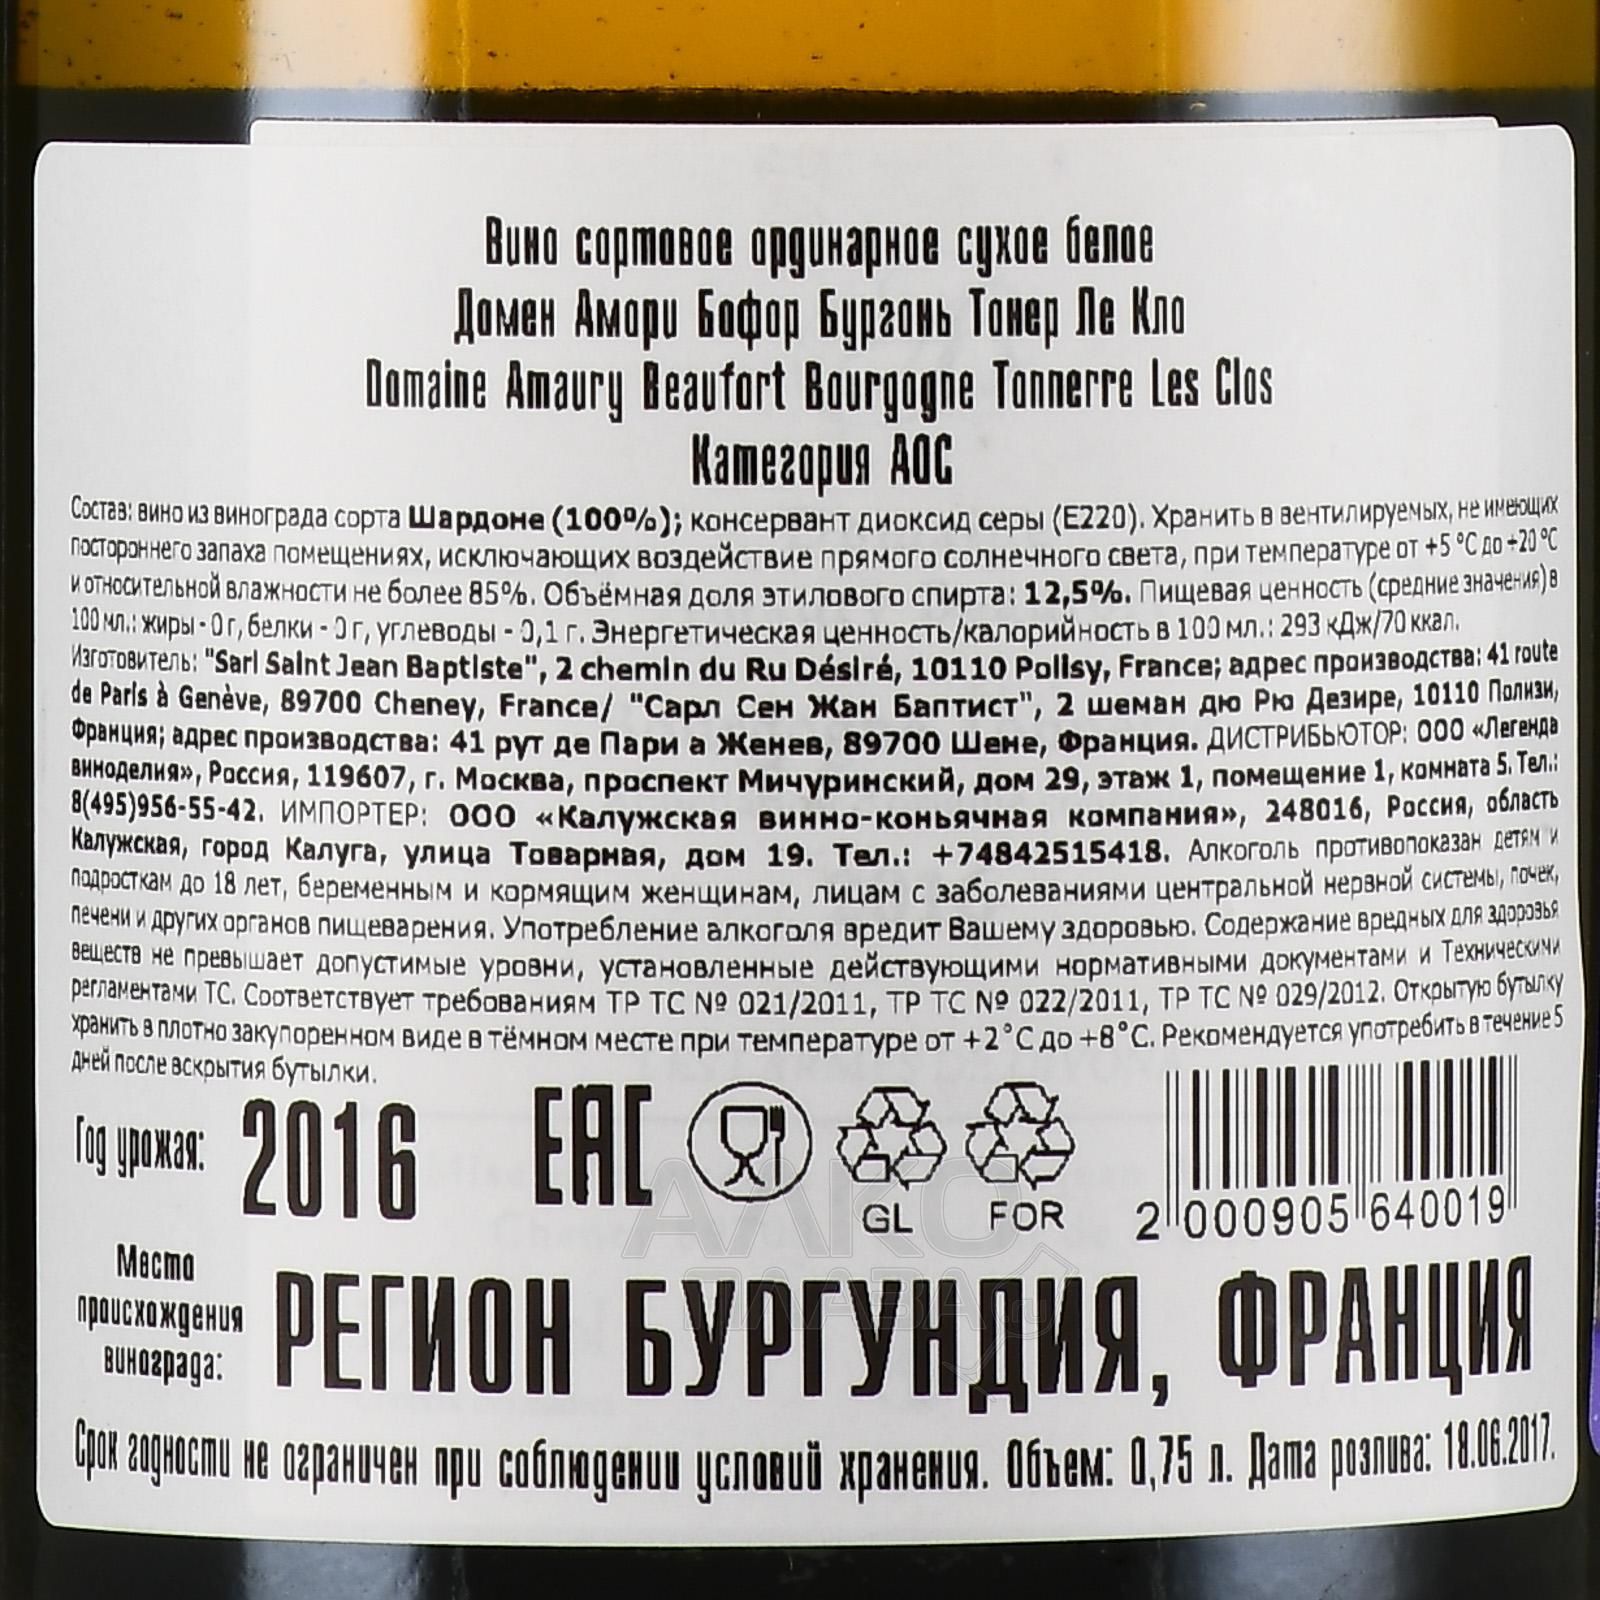 Вино сортовое ординарное сухое белое
Домен Амори Бофор Бургонь Тонер Ле Кло
Domaine Amaury Beaufort Bourgogne Tonnerre Les Clos
Категория АОС
Состав: вино из винограда сорта Шардоне (100%); консервант диоксид серы (Е220). Хранить в вентилируемых, не имеющих
постороннего запаха помещениях, исключающих воздействие прямого солнечного света, при температуре от +5 °С до +20 °С
и относительной влажности не более 85%. Объёмная доля этилового спирта: 12,5%. Пищевая ценность (средние значения) в
100 мл.: жиры - 0 г, белки - 0 г, углеводы - 0,1 г. Энергетическая ценность/калорийность в 100 мл.: 293 кДж/70 ккал.
Изготовитель: "Sarl Saint Jean Baptiste", 2 chemin du Ru Désiré, 10110 Polisy, France; адрес производства: 41 route
de Paris à Genève, 89700 Cheney, France/ "Сарл Сен Жан Баптист", 2 шеман дю Рю Дезире, 10110 Полизи,
Франция; адрес производства: 41 рут де Пари а Женев, 89700 Шене, Франция. ДИСТРИБЬЮТОР: ООО «Легенда
виноделия», Россия, 119607, г. Москва, проспект Мичуринский, дом 29, этаж 1, помещение 1, комната 5. Тел.:
8(495)956-55-42. ИМПОРТЕР: ООО «Калужская винно-коньячная компания», 248016, Россия, область
Калужская, город Калуга, улица Товарная, дом 19. Тел.: +74842515418. Алкоголь противопоказан детям и
подросткам до 18 лет, беременным и кормящим женщинам, лицам с заболеваниями центральной нервной системы, почек,
печени и других органов пищеварения. Употребление алкоголя вредит Вашему здоровью. Содержание вредных для здоровья
веществ не превышает допустимые уровни, установленные действующими нормативными документами и Техническими
регламентами ТС. Соответствует требованиям ТР ТС № 021/2011, ТР ТС № 022/2011, ТР ТС № 029/2012. Открытую бутылку
хранить в плотно закупоренном виде в тёмном месте при температуре от +2°С до +8°С. Рекомендуется употребить в течение 5
дней после вскрытия бутылки.
Год урожая: 2016 EAC
GL FOR
2 000905 640019
АЛКО
ПЛАВА.ru
Место
происхождения
винограда:
РЕГИОН БУРГУНДИЯ, ФРАНЦИЯ
Срок годности не ограничен при соблюдении условий хранения. Объем: 0,75 л. Дата розлива: 18.06.2017.